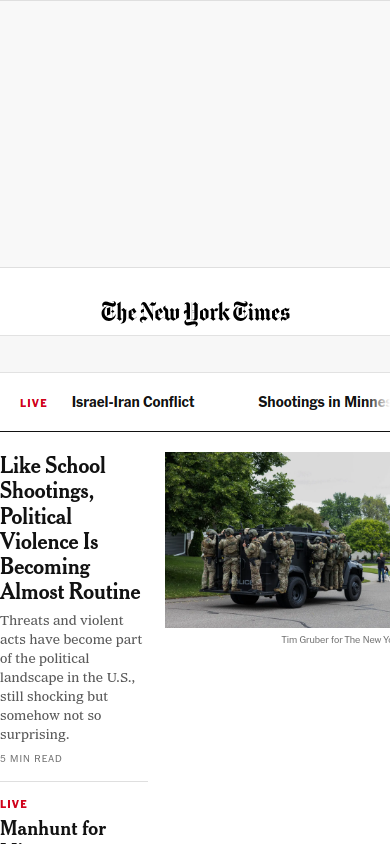 The New York Times
LIVE
Israel-Iran Conflict
Shootings in Minne
Like School
Shootings,
Political
Violence Is
Becoming
Almost Routine
Threats and violent
acts have become part
of the political
landscape in the U.S.,
still shocking but
somehow not so
surprising.
5 MIN READ
Tim Gruber for The New Yo
LIVE
Manhunt for